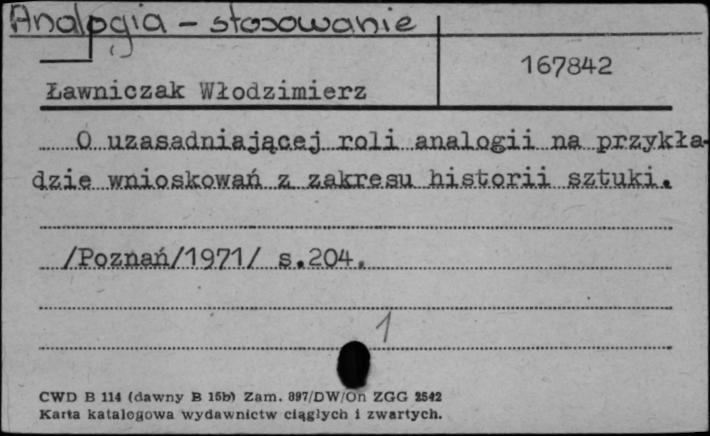 Analogia - stosowanie
167842
Ławniczak Włodzimierz
O uzasadniającej roli analogii na przykła-
dzie wnioskowań z zakresu historii sztuki.
/Poznań/1971/ s.204.
1
CWD B 114 (dawny B 15b) Zam. 897/DW/On ZGG 2542
Karta katalogowa wydawnictw ciągłych i zwartych.